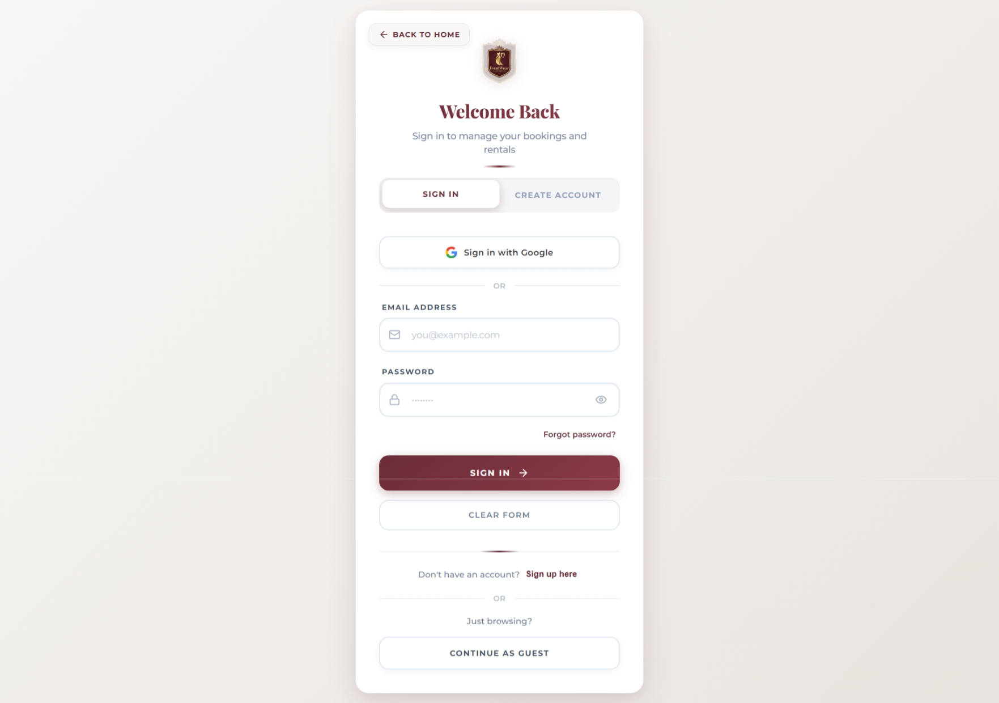 BACK TO HOME
EventWear
Welcome Back
Sign in to manage your bookings and
rentals
SIGN IN
CREATE ACCOUNT
Sign in with Google
OR
EMAIL ADDRESS
you@example.com
PASSWORD
Forgot password?
SIGN IN
CLEAR FORM
Don't have an account? Sign up here
OR
Just browsing?
CONTINUE AS GUEST